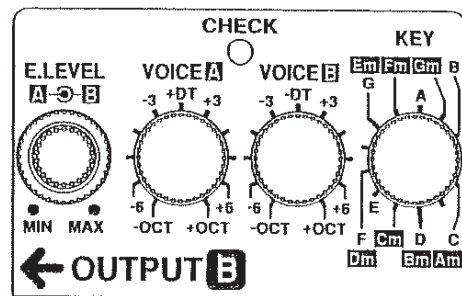 CHECK
KEY
E.LEVEL
A B
VOICE A
+DT
-3 +3
-6 +6
-OCT +OCT
VOICE B
-DT
-3 +3
-6 +6
-OCT +OCT
Em Fm Gm B
G A
E
F Cm D C
Dm Bm Am
MIN MAX
← OUTPUT B